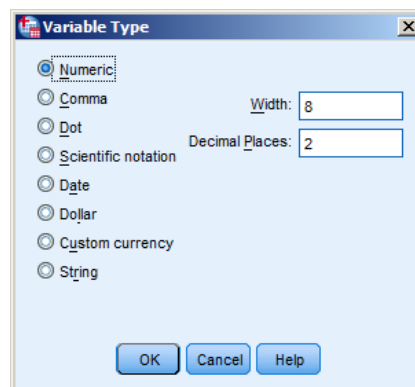 Variable Type
Numeric
Comma
Dot
Scientific notation
Date
Dollar
Custom currency
String
Width: 8
Decimal Places: 2
OK Cancel Help